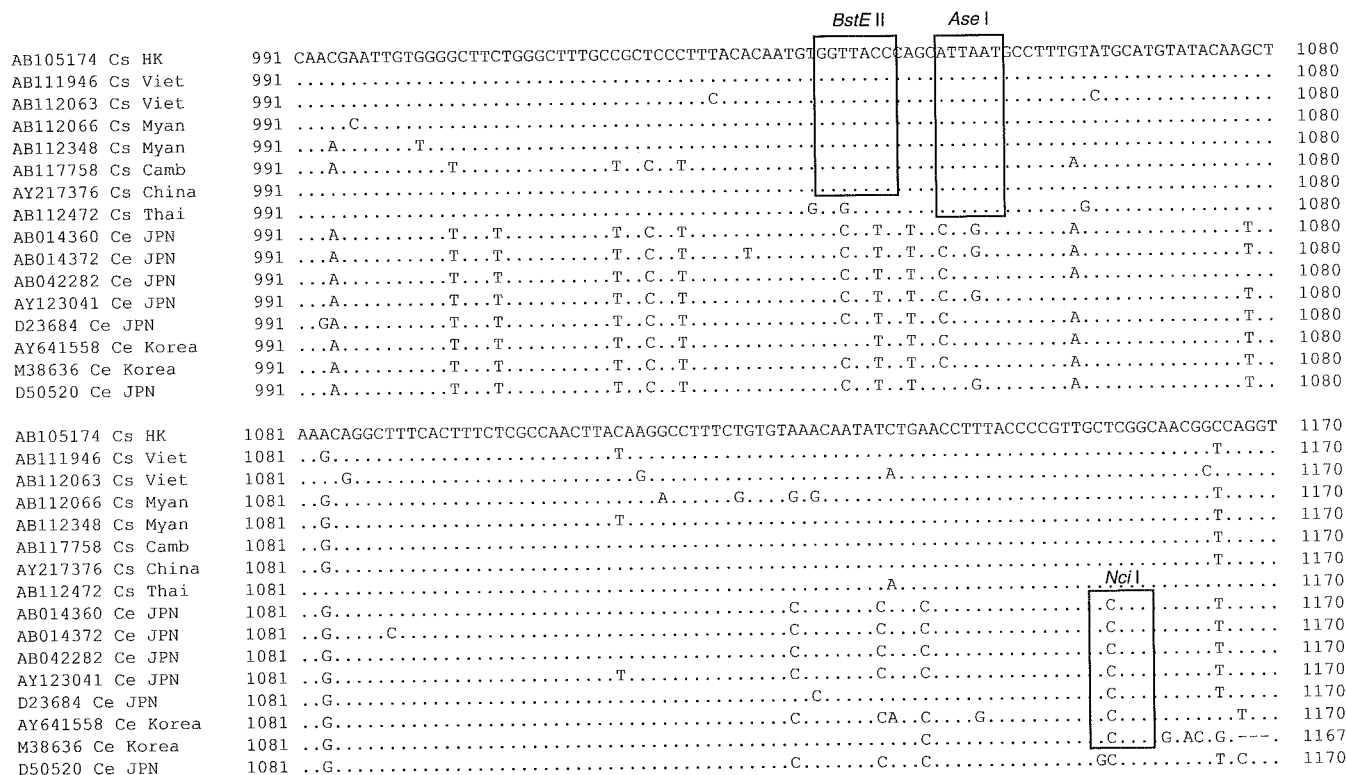 BstE II Ase I
AB105174 Cs HK 991 CAACGAATTGTGGGGCTTCTGGGCTTTGCCGCTCCCTTTACACAATGTGGTTACCCAGCATTAATGCCTTTGTATGCATGTATACAAGCT 1080
AB111946 Cs Viet 991 .......................................................................................... 1080
AB112063 Cs Viet 991 ......................................C..................................C................ 1080
AB112066 Cs Myan 991 .....C.................................................................................... 1080
AB112348 Cs Myan 991 ...A.......T.............................................................................. 1080
AB117758 Cs Camb 991 ...A..........T..............T..C..T...................................A.................. 1080
AY217376 Cs China 991 .......................................................................................... 1080
AB112472 Cs Thai 991 ...............................................G..G.....................G................. 1080
AB014360 Ce JPN 991 ...A..........T...T..........T..C..T..............C..T..T..C..G........A...............T.. 1080
AB014372 Ce JPN 991 ...A..........T...T..........T..C..T.....T........C..T..T..C..G........A...............T.. 1080
AB042282 Ce JPN 991 ...A..........T...T..........T..C..T..............C..T..T..C...........A.................. 1080
AY123041 Ce JPN 991 ...A..........T...T..........T..C..T..............C..T..T..C..G........................T.. 1080
D23684 Ce JPN 991 ..GA..........T...T..........T..C..T..............C..T..T..C...........A...............T.. 1080
AY641558 Ce Korea 991 ...A..........T...T..........T..C..T.................T..T..C...........A...............T.. 1080
M38636 Ce Korea 991 ...A..........T...T..........T..C..T..............C..T..T..C...........A...............T.. 1080
D50520 Ce JPN 991 ...A..........T...T..........T..C..T..............C..T..T.....G........A...............T.. 1080
AB105174 Cs HK 1081 AAACAGGCTTTCACTTTCTCGCCAACTTACAAGGCCTTTCTGTGTAAACAATATCTGAACCTTTACCCCGTTGCTCGGCAACGGCCAGGT 1170
AB111946 Cs Viet 1081 ..G..........................T......................................................T..... 1170
AB112063 Cs Viet 1081 ....G..........................G......................A............................C...... 1170
AB112066 Cs Myan 1081 ..G..............................A......G....G.G....................................T..... 1170
AB112348 Cs Myan 1081 ..G..........................T......................................................T..... 1170
AB117758 Cs Camb 1081 ..G.................................................................................T..... 1170
AY217376 Cs China 1081 ..G.................................................................................T..... 1170
AB112472 Cs Thai 1081 ......................................................A................................... 1170
Nci I
AB014360 Ce JPN 1081 ..G..........................................C.......C...C................C.........T..... 1170
AB014372 Ce JPN 1081 ..G.....C....................................C.......C...C................C.........T..... 1170
AB042282 Ce JPN 1081 ..G..........................................C.......C...C................C.........T..... 1170
AY123041 Ce JPN 1081 ..G..........................T...............C.......C...C................C.........T..... 1170
D23684 Ce JPN 1081 ..G............................................C..........................C.........T..... 1170
AY641558 Ce Korea 1081 ..G..........................................C.......CA..C....G...........C...........T... 1170
M38636 Ce Korea 1081 ..G......................................................C................C....G.AC.G.---. 1167
D50520 Ce JPN 1081 ..G..........................................C.......C...C...............GC.........T.C... 1170